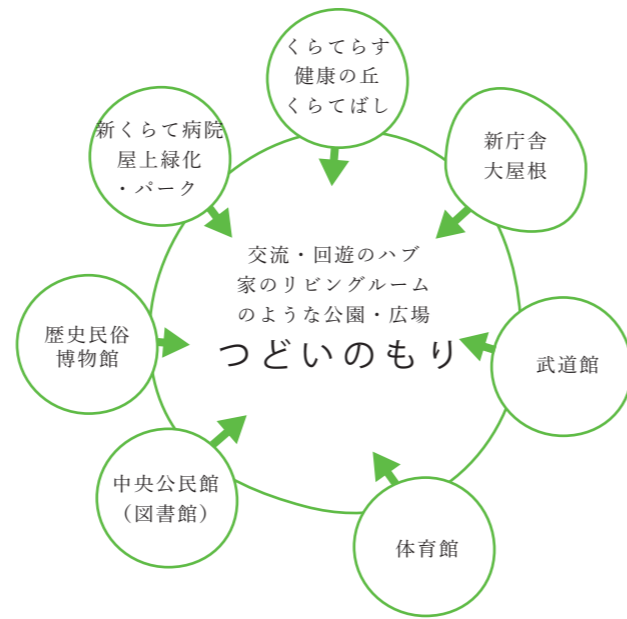 くらてらす
健康の丘
くらてばし
新くらて病院
屋上緑化
・パーク
新庁舎
大屋根
交流・回遊のハブ
家のリビングルーム
のような公園・広場
つどいのもり
歴史民俗
博物館
武道館
中央公民館
（図書館）
体育館